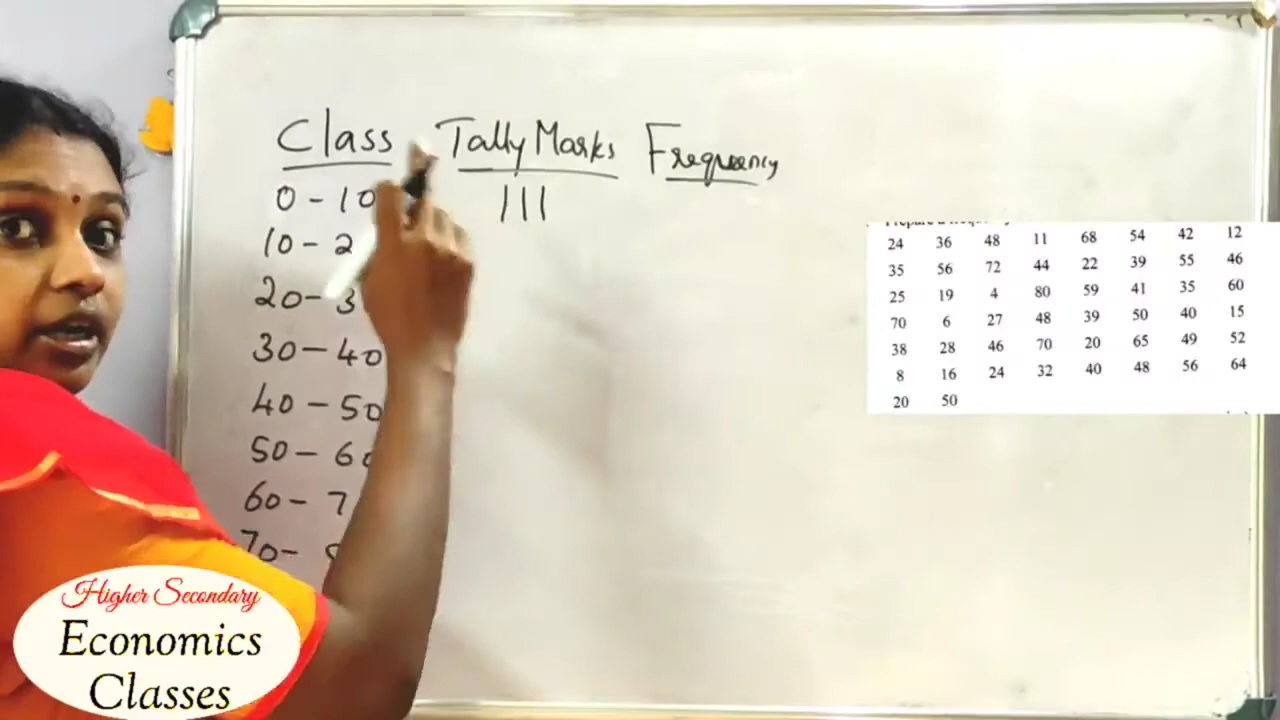 Class Tally Marks Frequency
0 - 10 |||
10 - 2
20 - 3
30 - 40
40 - 50
50 - 60
60 - 7
70 -
24 36 48 11 68 54 42 12
35 56 72 44 22 39 55 46
25 19 4 80 59 41 35 60
70 6 27 48 39 50 40 15
38 28 46 70 20 65 49 52
8 16 24 32 40 48 56 64
20 50
Higher Secondary
Economics
Classes